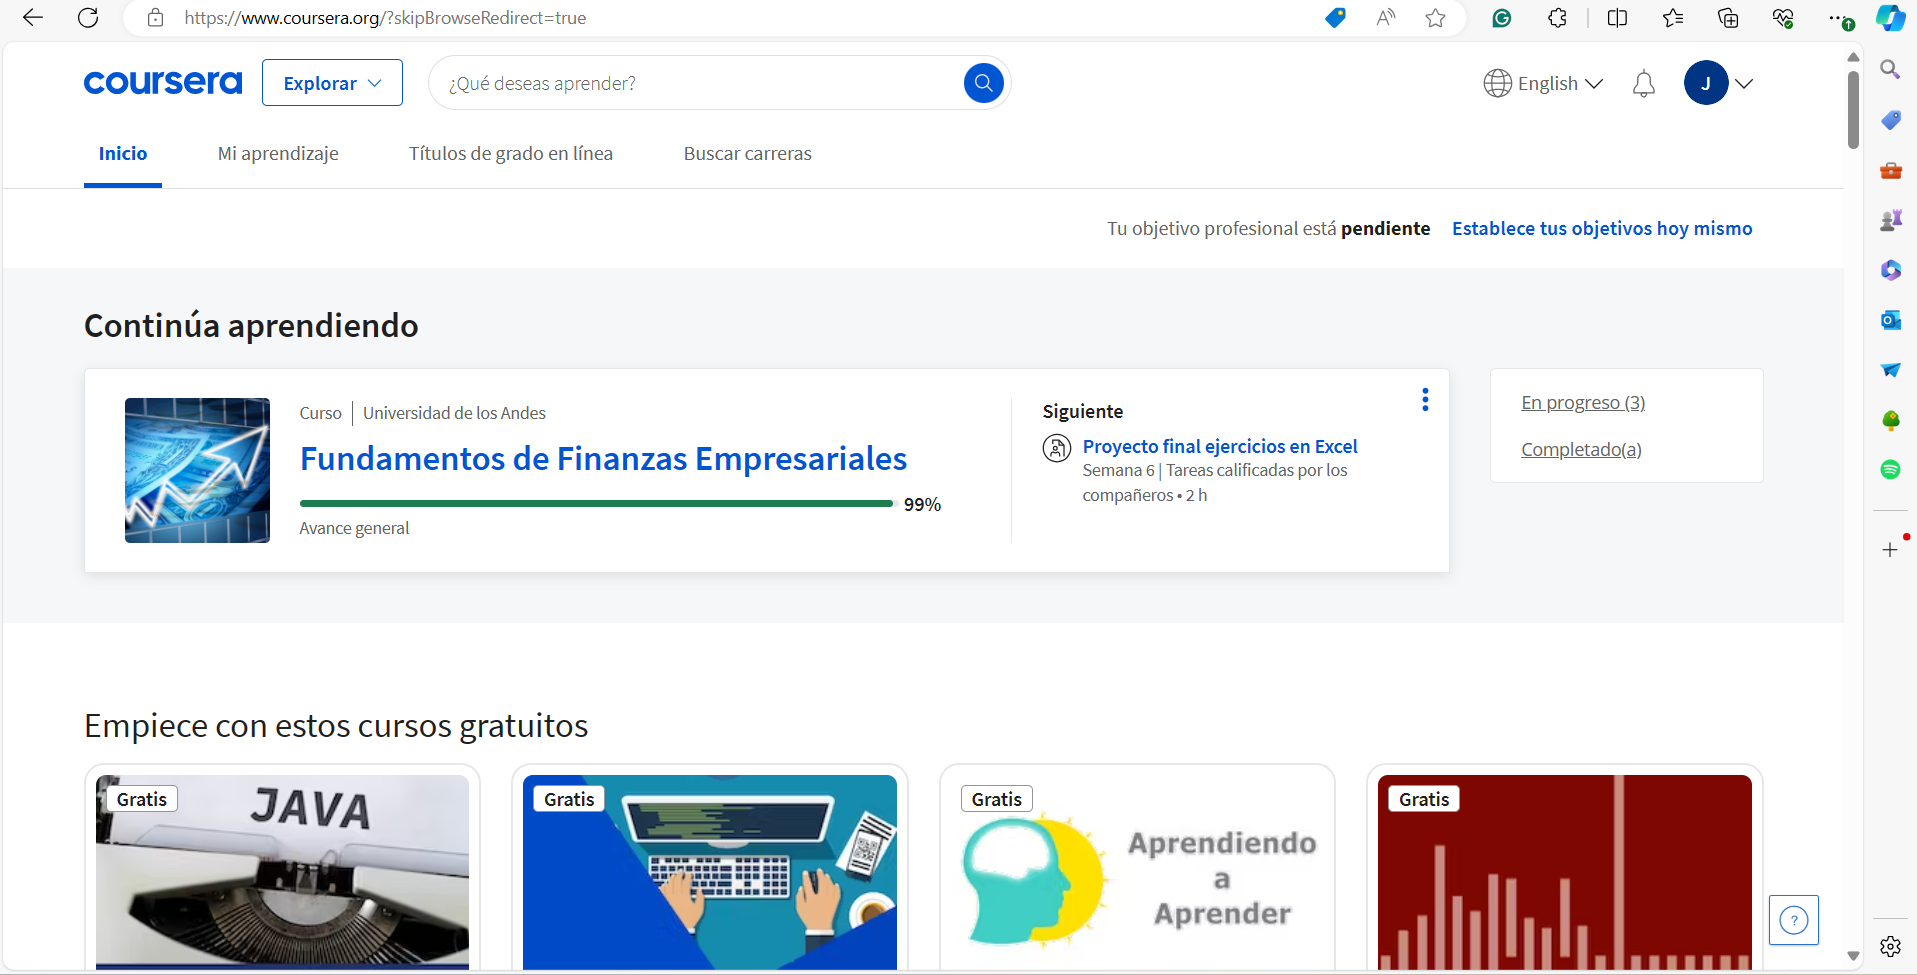 https://www.coursera.org/?skipBrowseRedirect=true
coursera
Explorar
¿Qué deseas aprender?
English
J
Inicio
Mi aprendizaje
Títulos de grado en línea
Buscar carreras
Tu objetivo profesional está pendiente
Establece tus objetivos hoy mismo
Continúa aprendiendo
Curso | Universidad de los Andes
Fundamentos de Finanzas Empresariales
99%
Avance general
Siguiente
Proyecto final ejercicios en Excel
Semana 6 | Tareas calificadas por los
compañeros • 2 h
En progreso (3)
Completado(a)
Empiece con estos cursos gratuitos
Gratis
JAVA
Gratis
Gratis
Aprendiendo
a
Aprender
Gratis